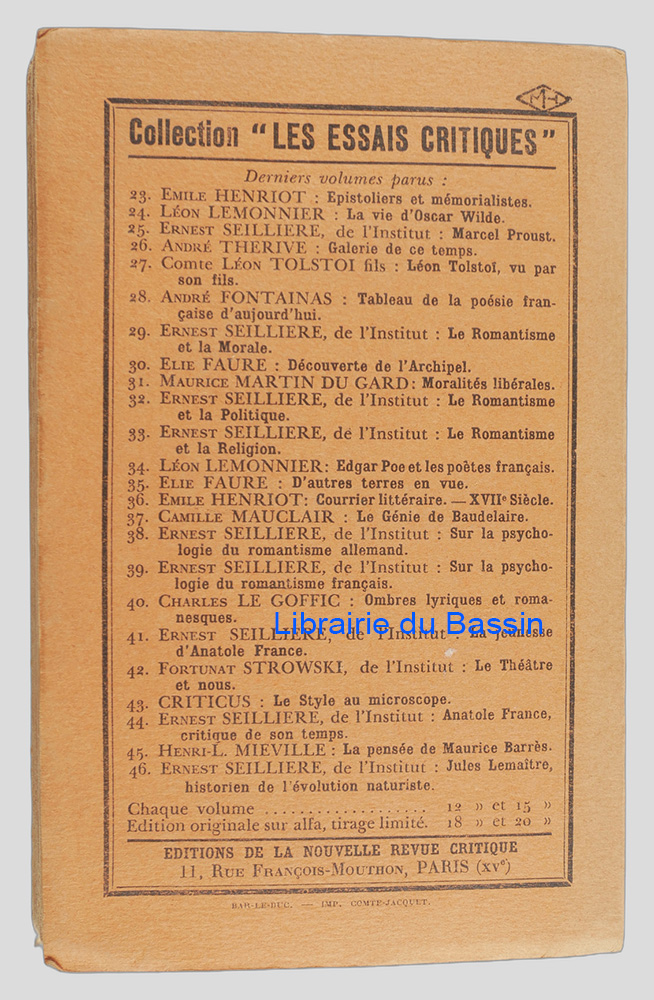 CMH
Collection "LES ESSAIS CRITIQUES"
Derniers volumes parus :
23. EMILE HENRIOT : Epistoliers et mémorialistes.
24. LÉON LEMONNIER : La vie d'Oscar Wilde.
25. ERNEST SEILLIERE, de l'Institut : Marcel Proust.
26. ANDRÉ THERIVE : Galerie de ce temps.
27. Comte LÉON TOLSTOI fils : Léon Tolstoï, vu par
son fils.
28. ANDRÉ FONTAINAS : Tableau de la poésie fran-
çaise d'aujourd'hui.
29. ERNEST SEILLIERE, de l'Institut : Le Romantisme
et la Morale.
30. ELIE FAURE : Découverte de l'Archipel.
31. MAURICE MARTIN DU GARD : Moralités libérales.
32. ERNEST SEILLIERE, de l'Institut : Le Romantisme
et la Politique.
33. ERNEST SEILLIERE, de l'Institut : Le Romantisme
et la Religion.
34. LÉON LEMONNIER : Edgar Poe et les poètes français.
35. ELIE FAURE : D'autres terres en vue.
36. EMILE HENRIOT : Courrier littéraire. — XVIIe Siècle.
37. CAMILLE MAUCLAIR : Le Génie de Baudelaire.
38. ERNEST SEILLIERE, de l'Institut : Sur la psycho-
logie du romantisme allemand.
39. ERNEST SEILLIERE, de l'Institut : Sur la psycho-
logie du romantisme français.
40. CHARLES LE GOFFIC : Ombres lyriques et roma-
nesques.
Librairie du Bassin
41. ERNEST SEILLIERE, de l'Institut : La jeunesse
d'Anatole France.
42. FORTUNAT STROWSKI, de l'Institut : Le Théâtre
et nous.
43. CRITICUS : Le Style au microscope.
44. ERNEST SEILLIERE, de l'Institut : Anatole France,
critique de son temps.
45. HENRI-L. MIEVILLE : La pensée de Maurice Barrès.
46. ERNEST SEILLIERE, de l'Institut : Jules Lemaître,
historien de l'évolution naturiste.
Chaque volume .................... 12 » et 15 »
Edition originale sur alfa, tirage limité. 18 » et 20 »
EDITIONS DE LA NOUVELLE REVUE CRITIQUE
11, RUE FRANÇOIS-MOUTHON, PARIS (XVe)
BAR-LE-DUC. — IMP. COMTE-JACQUET.